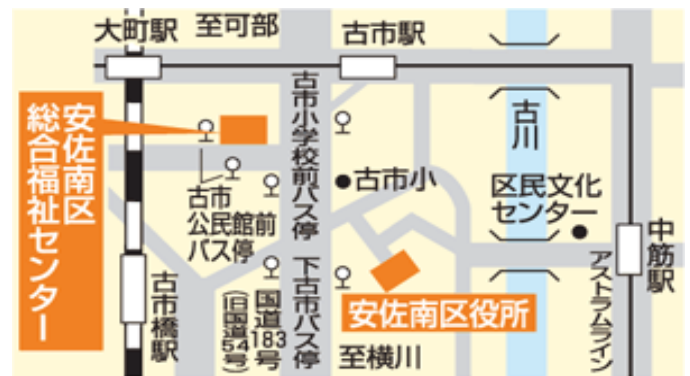 大町駅
至可部
古市駅
安佐南区
総合福祉センター
古市小学校前バス停
古市
公民館前
バス停
●古市小
古川
区民文化
センター
中筋駅
アストラムライン
古市橋駅
国道183号
(旧国道54号)
下古市バス停
安佐南区役所
至横川